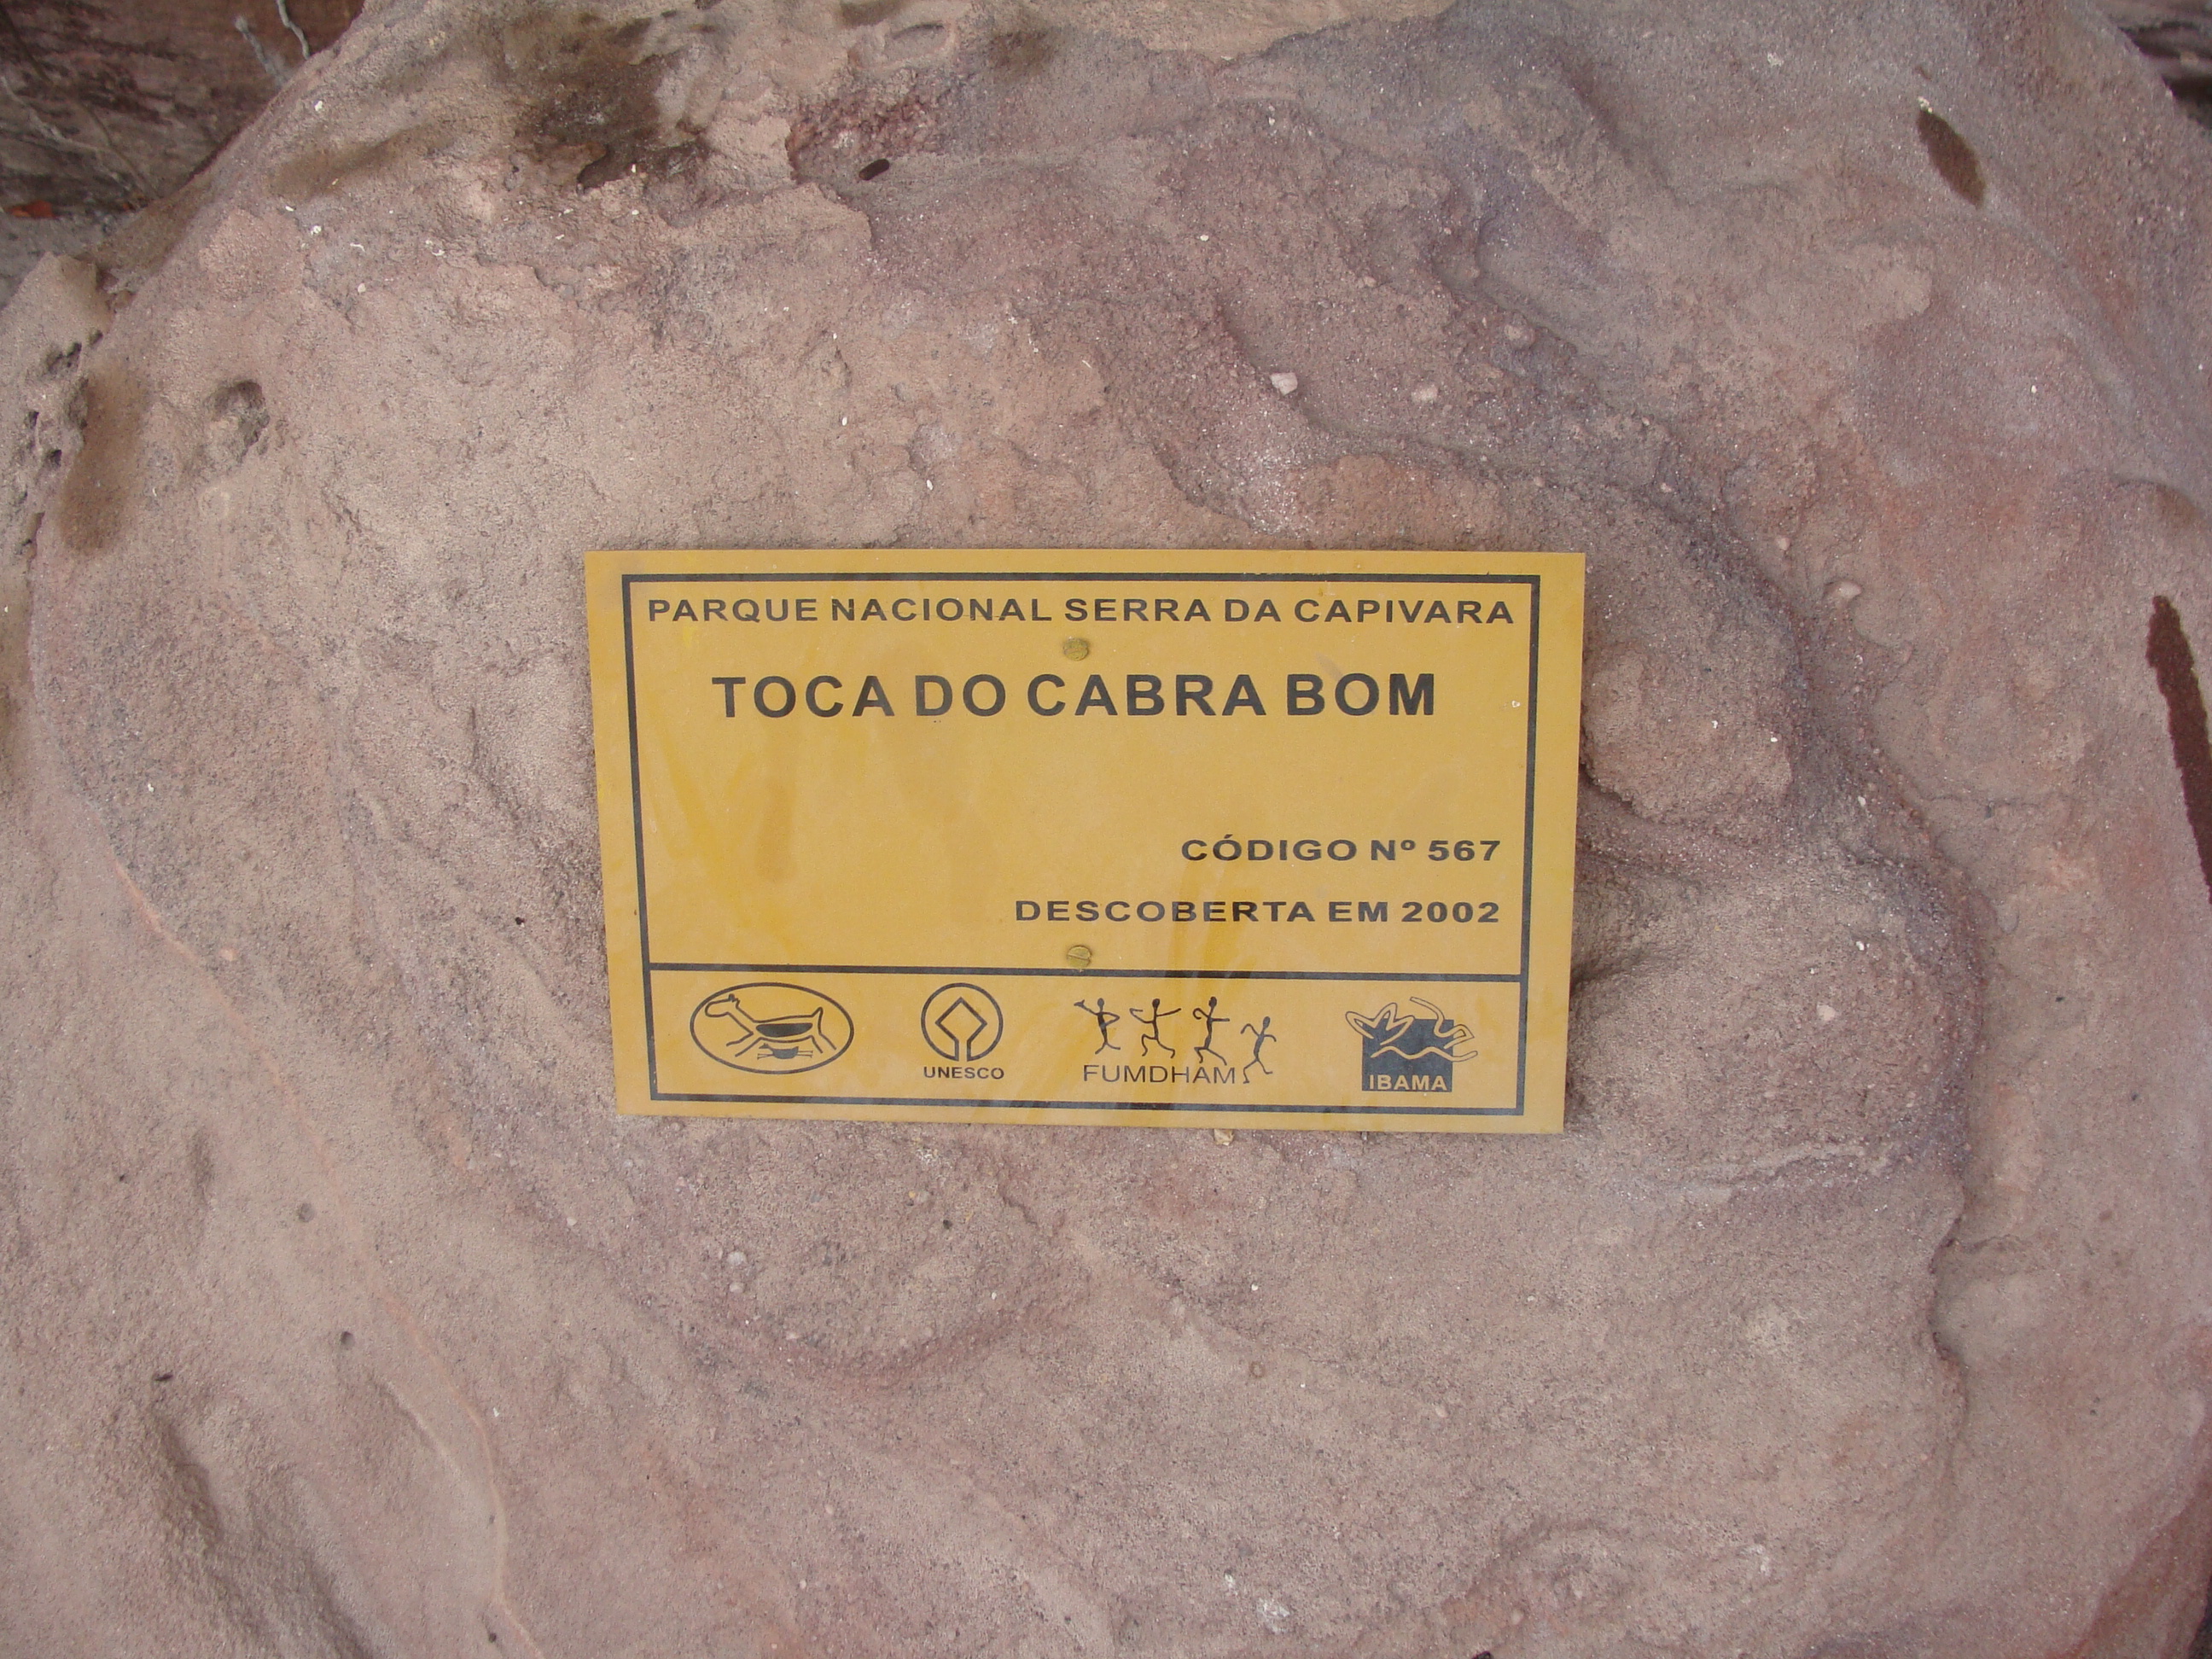 PARQUE NACIONAL SERRA DA CAPIVARA
TOCA DO CABRA BOM
CÓDIGO Nº 567
DESCOBERTA EM 2002
UNESCO
FUMDHAM
IBAMA